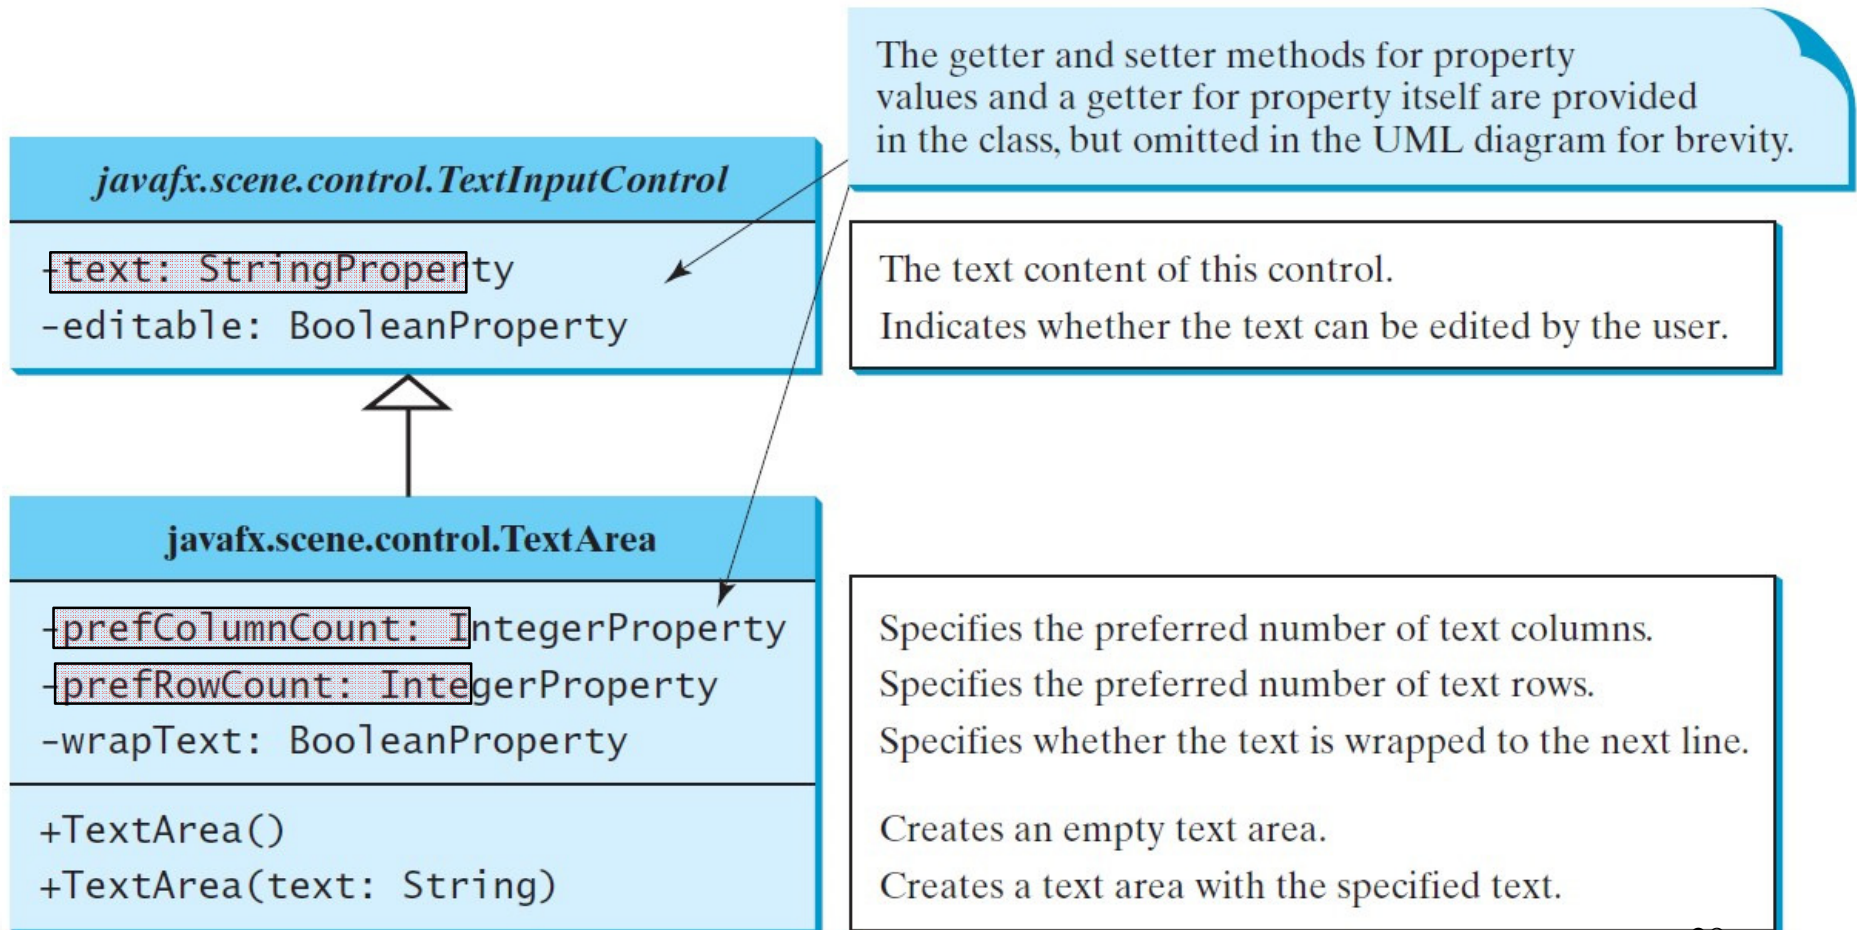 The getter and setter methods for property
values and a getter for property itself are provided
in the class, but omitted in the UML diagram for brevity.
javafx.scene.control.TextInputControl
-text: StringProperty
-editable: BooleanProperty
The text content of this control.
Indicates whether the text can be edited by the user.
javafx.scene.control.TextArea
-prefColumnCount: IntegerProperty
-prefRowCount: IntegerProperty
-wrapText: BooleanProperty
+TextArea()
+TextArea(text: String)
Specifies the preferred number of text columns.
Specifies the preferred number of text rows.
Specifies whether the text is wrapped to the next line.
Creates an empty text area.
Creates a text area with the specified text.